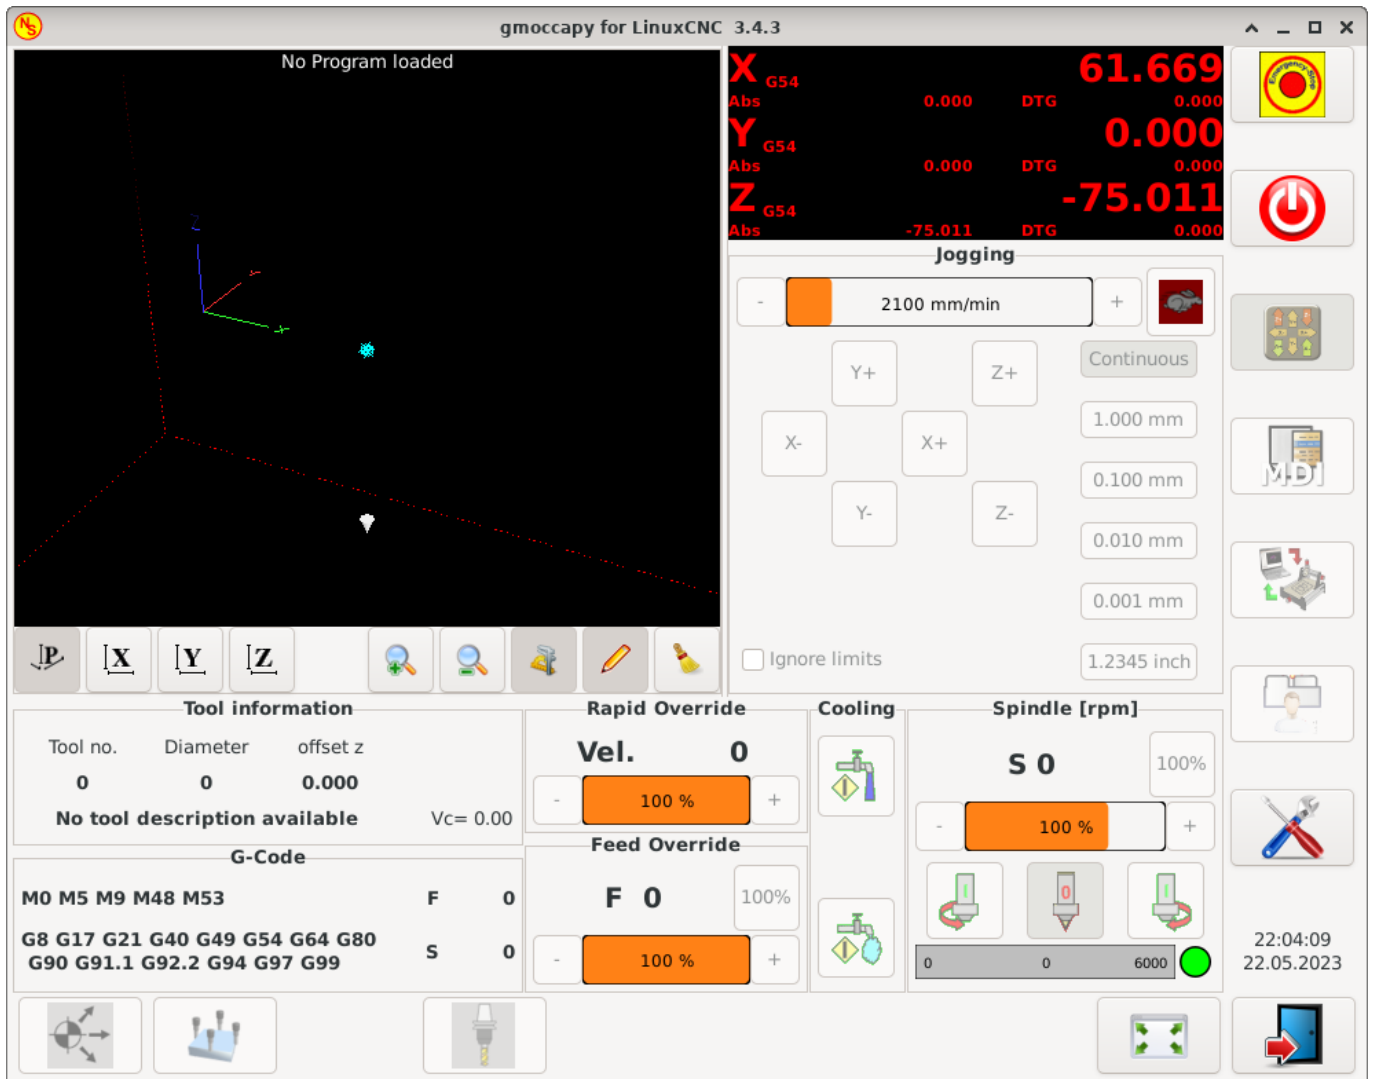 gmoccapy for LinuxCNC 3.4.3
No Program loaded
X G54 61.669
Abs 0.000 DTG 0.000
Y G54 0.000
Abs 0.000 DTG 0.000
Z G54 -75.011
Abs -75.011 DTG 0.000
Emergency-Stop
Jogging
- 2100 mm/min +
Y+ Z+ Continuous
X- X+ 1.000 mm
0.100 mm
Y- Z- 0.010 mm
0.001 mm
Ignore limits 1.2345 inch
MDI
Z
P X Y Z
Tool information
Tool no. Diameter offset z
0 0 0.000
No tool description available Vc= 0.00
G-Code
M0 M5 M9 M48 M53 F 0
G8 G17 G21 G40 G49 G54 G64 G80
G90 G91.1 G92.2 G94 G97 G99 S 0
Rapid Override
Vel. 0
- 100 % +
Feed Override
F 0 100%
- 100 % +
Cooling
Spindle [rpm]
S 0 100%
- 100 % +
I 0 I
0 0 6000
22:04:09
22.05.2023